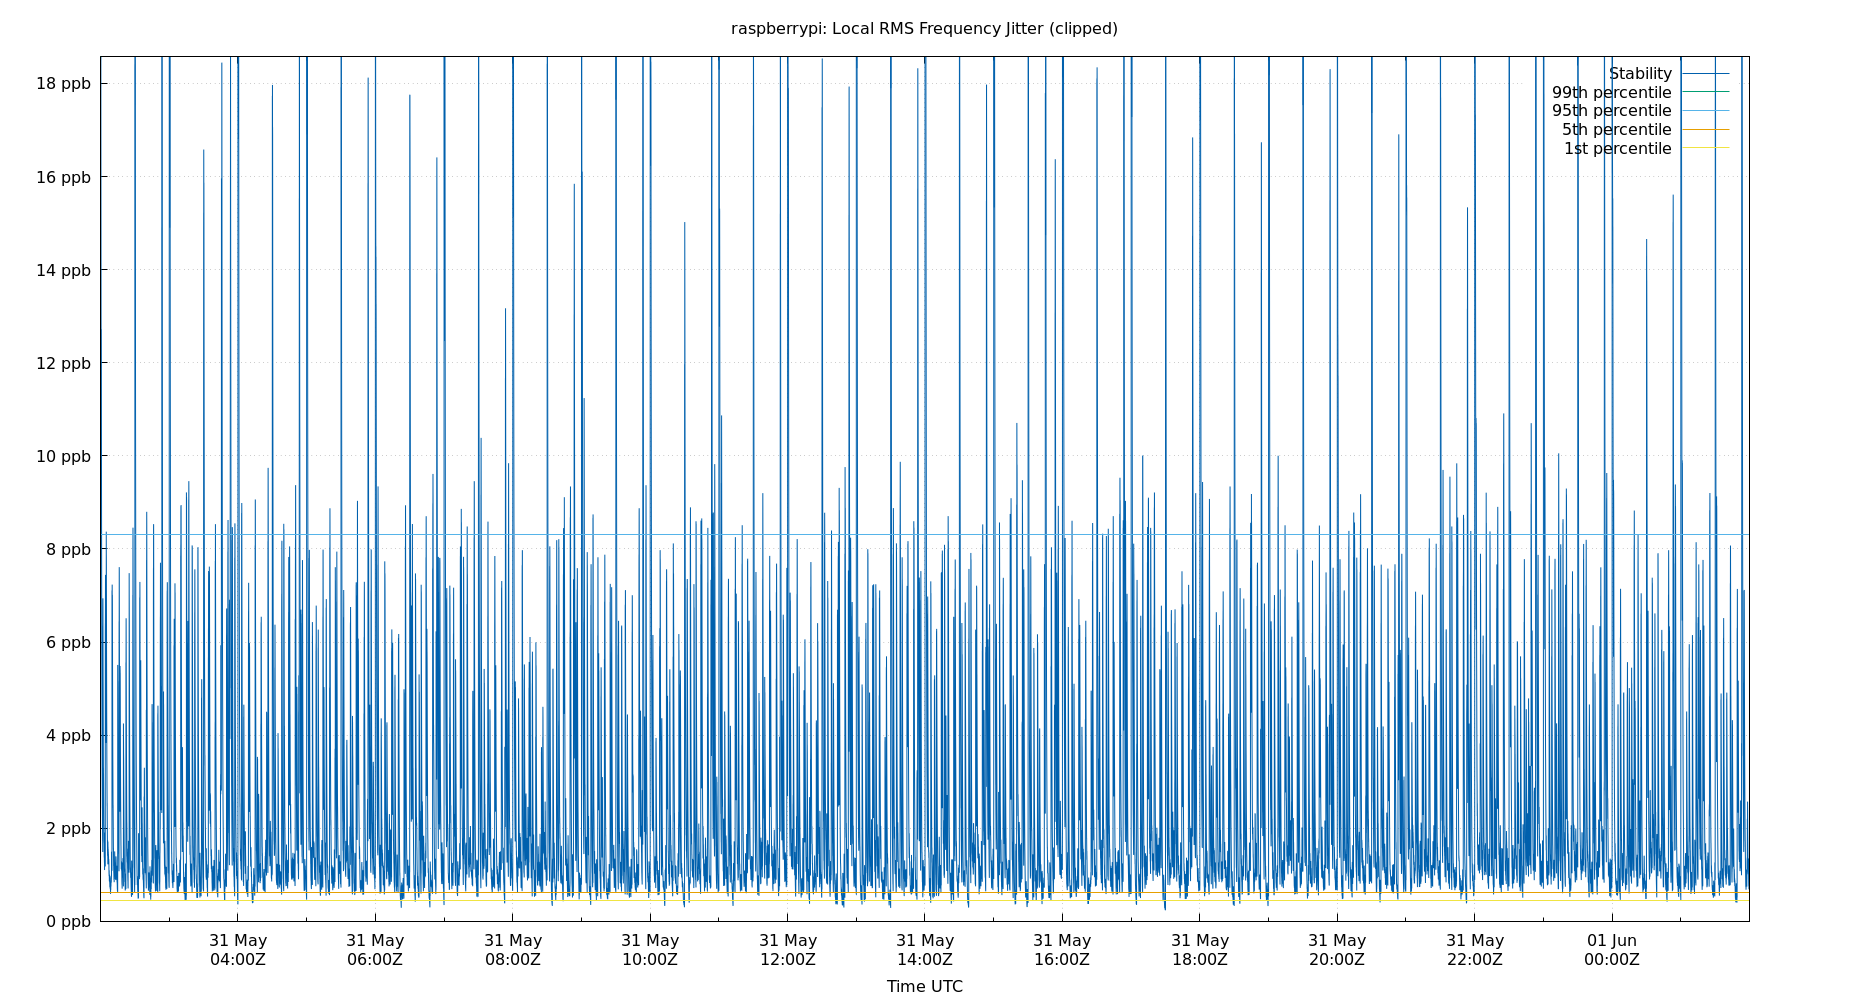 raspberrypi: Local RMS Frequency Jitter (clipped)
18 ppb
16 ppb
14 ppb
12 ppb
10 ppb
8 ppb
6 ppb
4 ppb
2 ppb
0 ppb
Stability
99th percentile
95th percentile
5th percentile
1st percentile
31 May 31 May 31 May 31 May 31 May 31 May 31 May 31 May 31 May 31 May 01 Jun
04:00Z 06:00Z 08:00Z 10:00Z 12:00Z 14:00Z 16:00Z 18:00Z 20:00Z 22:00Z 00:00Z
Time UTC